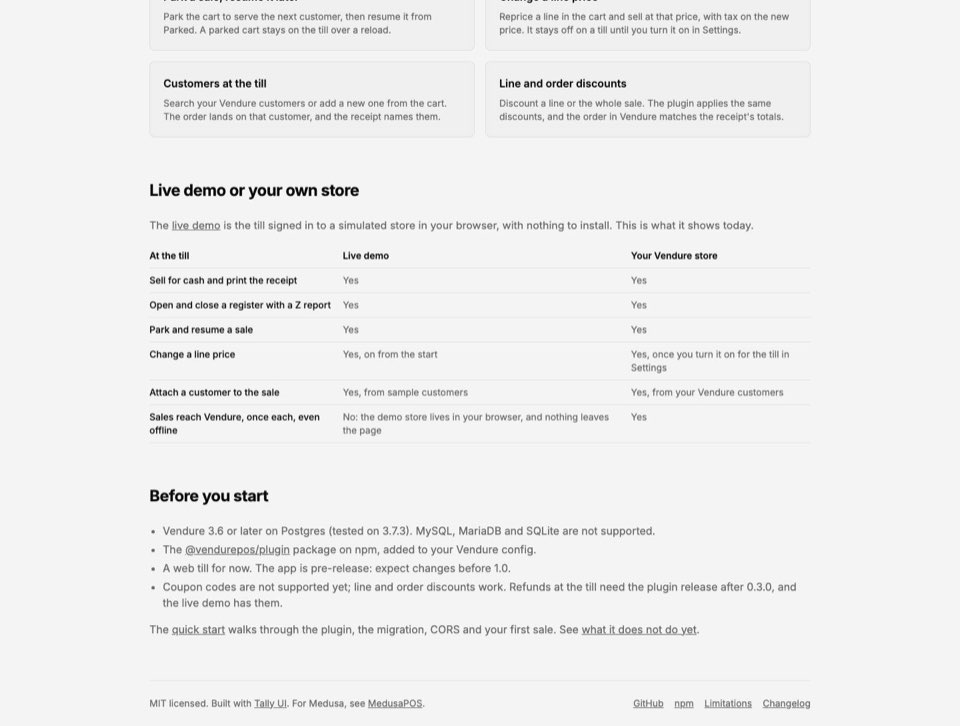 Park the cart to serve the next customer, then resume it from
Parked. A parked cart stays on the till over a reload.
Reprice a line in the cart and sell at that price, with tax on the new
price. It stays off on a till until you turn it on in Settings.
Customers at the till
Search your Vendure customers or add a new one from the cart.
The order lands on that customer, and the receipt names them.
Line and order discounts
Discount a line or the whole sale. The plugin applies the same
discounts, and the order in Vendure matches the receipt's totals.
Live demo or your own store
The live demo is the till signed in to a simulated store in your browser, with nothing to install. This is what it shows today.
At the till Live demo Your Vendure store
Sell for cash and print the receipt Yes Yes
Open and close a register with a Z report Yes Yes
Park and resume a sale Yes Yes
Change a line price Yes, on from the start Yes, once you turn it on for the till in
Settings
Attach a customer to the sale Yes, from sample customers Yes, from your Vendure customers
Sales reach Vendure, once each, even No: the demo store lives in your browser, and nothing leaves Yes
offline the page
Before you start
• Vendure 3.6 or later on Postgres (tested on 3.7.3). MySQL, MariaDB and SQLite are not supported.
• The @vendurepos/plugin package on npm, added to your Vendure config.
• A web till for now. The app is pre-release: expect changes before 1.0.
• Coupon codes are not supported yet; line and order discounts work. Refunds at the till need the plugin release after 0.3.0, and
the live demo has them.
The quick start walks through the plugin, the migration, CORS and your first sale. See what it does not do yet.
MIT licensed. Built with Tally UI. For Medusa, see MedusaPOS. GitHub npm Limitations Changelog